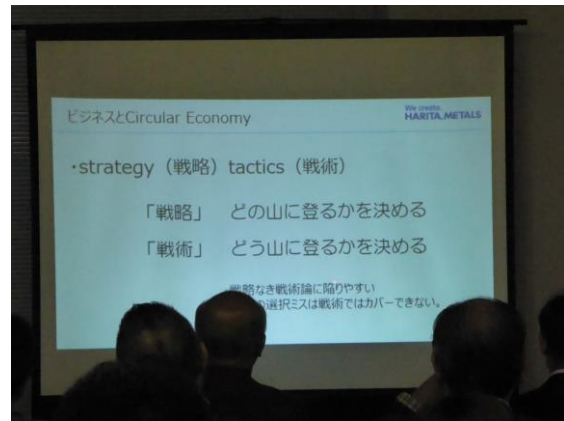 ビジネスとCircular Economy
We create.
HARITA METALS
・strategy（戦略）tactics（戦術）
「戦略」 どの山に登るかを決める
「戦術」 どう山に登るかを決める
戦略なき戦術論に陥りやすい
の選択ミスは戦術ではカバーできない。